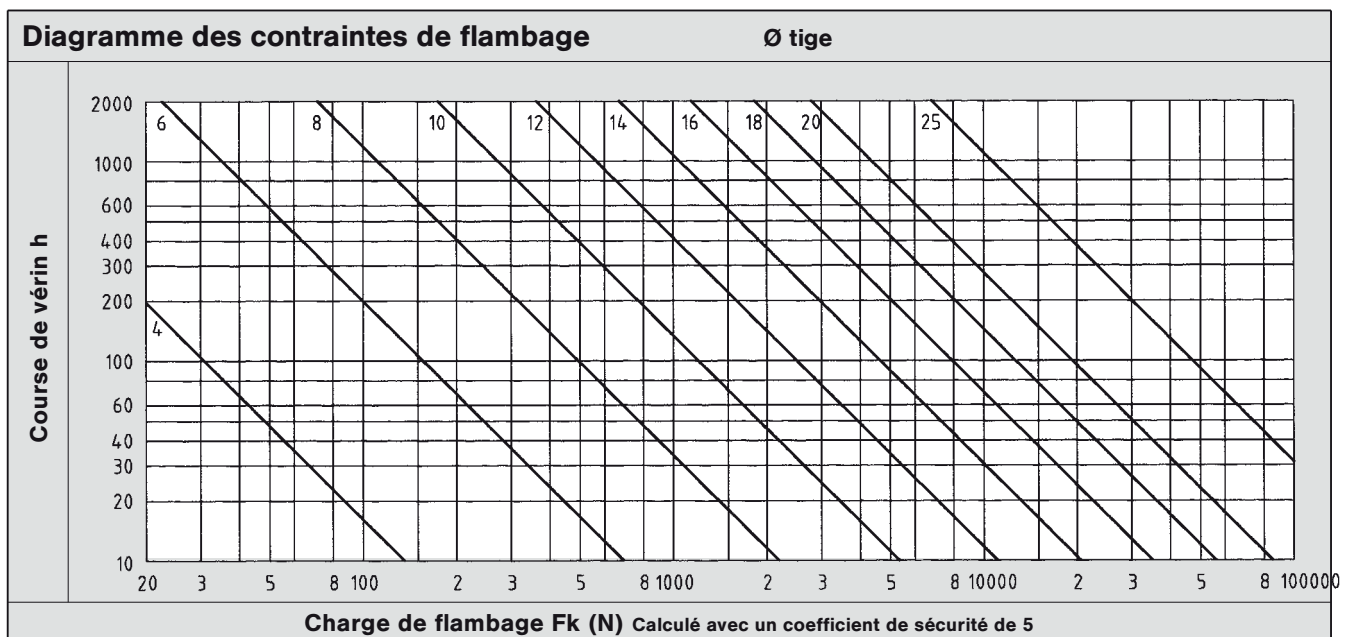 Diagramme des contraintes de flambage Ø tige
Course de vérin h
2000
1000
600
400
300
200
100
60
40
30
20
10
6 8 10 12 14 16 18 20 25
4
20 3 5 8 100 2 3 5 8 1000 2 3 5 8 10000 2 3 5 8 100000
Charge de flambage Fk (N) Calculé avec un coefficient de sécurité de 5